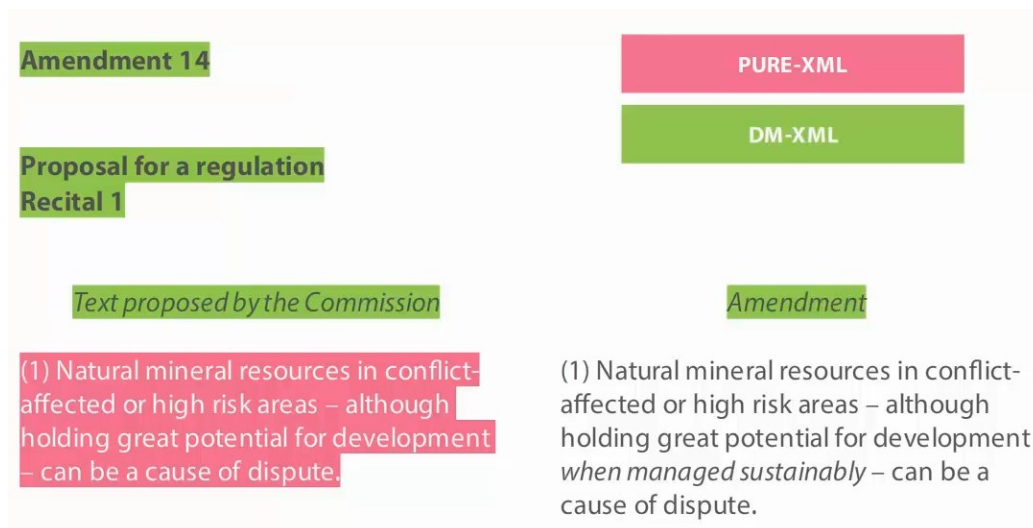 Amendment 14
PURE-XML
DM-XML
Proposal for a regulation
Recital 1
Text proposed by the Commission
(1) Natural mineral resources in conflict-
affected or high risk areas – although
holding great potential for development
– can be a cause of dispute.
Amendment
(1) Natural mineral resources in conflict-
affected or high risk areas – although
holding great potential for development
when managed sustainably – can be a
cause of dispute.